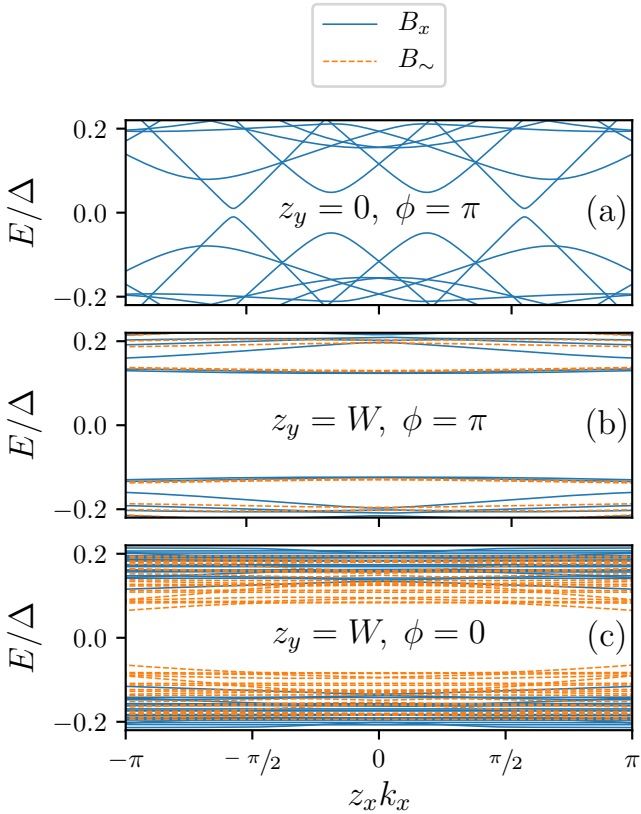 B_x
B_∼
0.2
0.0
−0.2
E/Δ
z_y = 0, ϕ = π
(a)
0.2
0.0
−0.2
E/Δ
z_y = W, ϕ = π
(b)
0.2
0.0
−0.2
E/Δ
z_y = W, ϕ = 0
(c)
−π
−π/2
0
π/2
π
z_x k_x